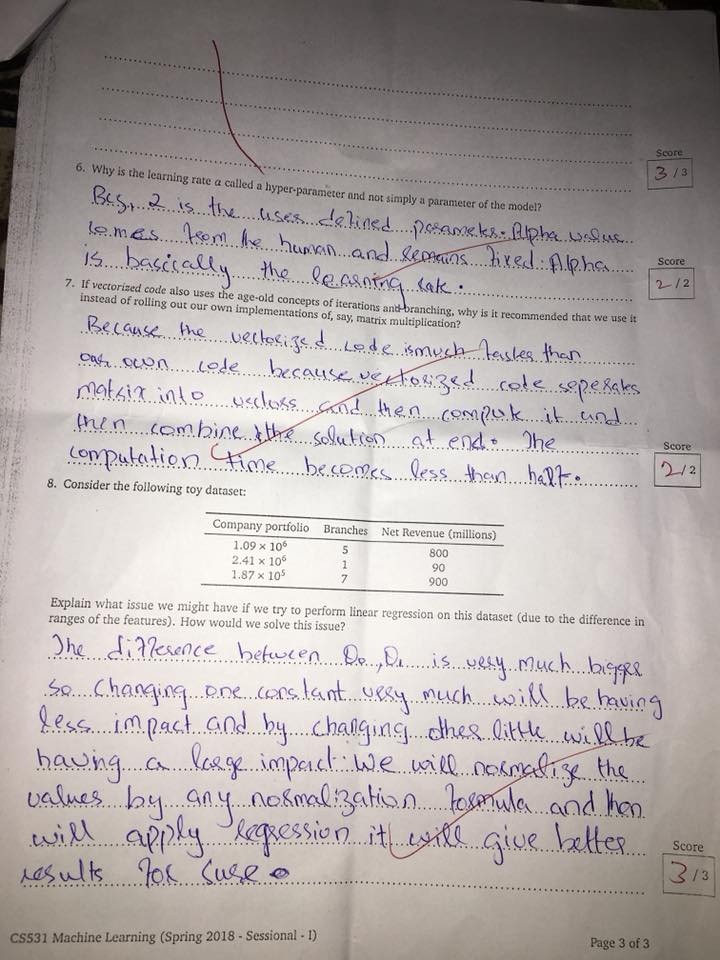 Score
3 / 3
6. Why is the learning rate α called a hyper-parameter and not simply a parameter of the model?
Bcz, α is the user defined parameter. Alpha value
comes from the human and remains fixed. Alpha
is bascically the learning rate.
Score
2 / 2
7. If vectorized code also uses the age-old concepts of iterations and branching, why is it recommended that we use it
instead of rolling out our own implementations of, say, matrix multiplication?
Because the vectorized code is much faster than
our own code because vectorized code seperates
matrix into vectors and then compute it and
then combine the solution at end. The
computation time becomes less than half.
Score
2 / 2
8. Consider the following toy dataset:
Company portfolio Branches Net Revenue (millions)
1.09 × 10⁶ 5 800
2.41 × 10⁶ 1 90
1.87 × 10⁵ 7 900
Explain what issue we might have if we try to perform linear regression on this dataset (due to the difference in
ranges of the features). How would we solve this issue?
The difference between θ₀, θ₁ is very much bigger
so changing one constant very much will be having
less impact and by changing other little will be
having a large impact. We will normalize the
values by any normalization formula and then
will apply regression it will give better
results for sure.
Score
3 / 3
CS531 Machine Learning (Spring 2018 - Sessional - I)
Page 3 of 3